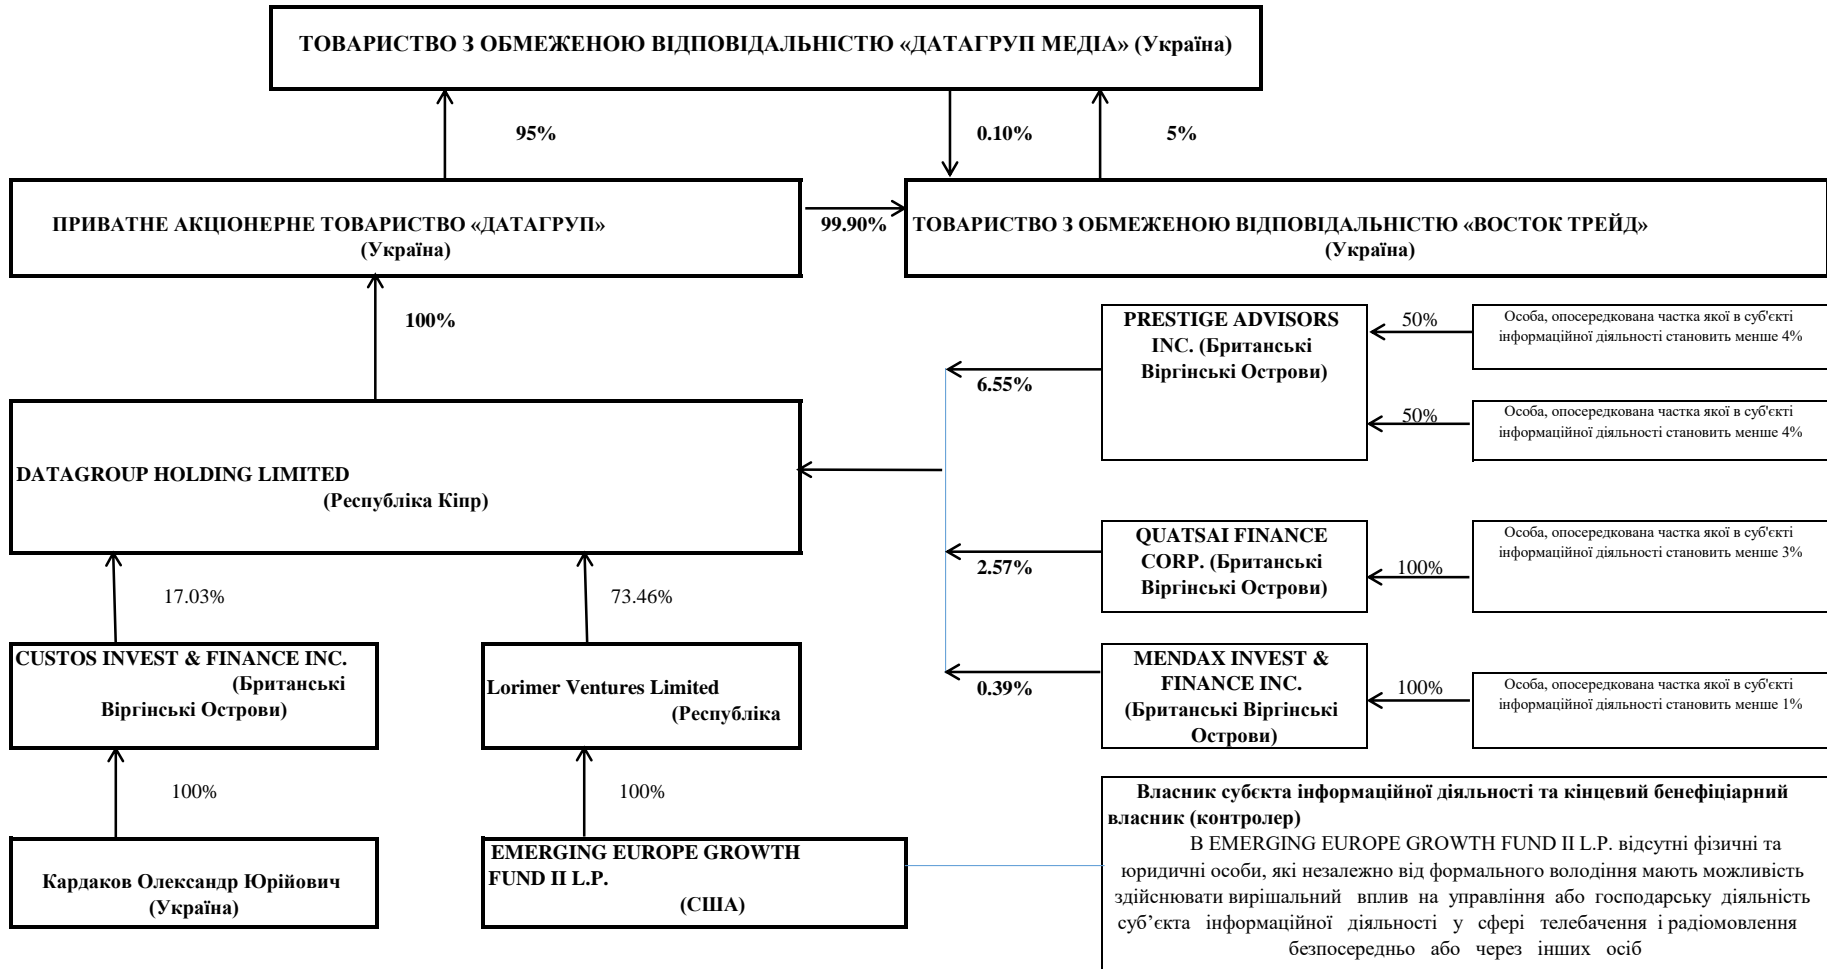 ТОВАРИСТВО З ОБМЕЖЕНОЮ ВІДПОВІДАЛЬНІСТЮ «ДАТАГРУП МЕДІА» (Україна)
95%
0.10%
5%
ПРИВАТНЕ АКЦІОНЕРНЕ ТОВАРИСТВО «ДАТАГРУП»
(Україна)
99.90%
ТОВАРИСТВО З ОБМЕЖЕНОЮ ВІДПОВІДАЛЬНІСТЮ «ВОСТОК ТРЕЙД»
(Україна)
100%
PRESTIGE ADVISORS
INC. (Британські
Віргінські Острови)
50%
Особа, опосередкована частка якої в суб'єкті
інформаційної діяльності становить менше 4%
6.55%
50%
Особа, опосередкована частка якої в суб'єкті
інформаційної діяльності становить менше 4%
DATAGROUP HOLDING LIMITED
(Республіка Кіпр)
QUATSAI FINANCE
CORP. (Британські
Віргінські Острови)
2.57%
100%
Особа, опосередкована частка якої в суб'єкті
інформаційної діяльності становить менше 3%
17.03%
73.46%
CUSTOS INVEST & FINANCE INC.
(Британські
Віргінські Острови)
Lorimer Ventures Limited
(Республіка
0.39%
MENDAX INVEST &
FINANCE INC.
(Британські Віргінські
Острови)
100%
Особа, опосередкована частка якої в суб'єкті
інформаційної діяльності становить менше 1%
100%
100%
Кардаков Олександр Юрійович
(Україна)
EMERGING EUROPE GROWTH
FUND II L.P.
(США)
Власник субєкта інформаційної діяльності та кінцевий бенефіціарний
власник (контролер)
В EMERGING EUROPE GROWTH FUND II L.P. відсутні фізичні та
юридичні особи, які незалежно від формального володіння мають можливість
здійснювати вирішальний вплив на управління або господарську діяльність
суб’єкта інформаційної діяльності у сфері телебачення і радіомовлення
безпосередньо або через інших осіб